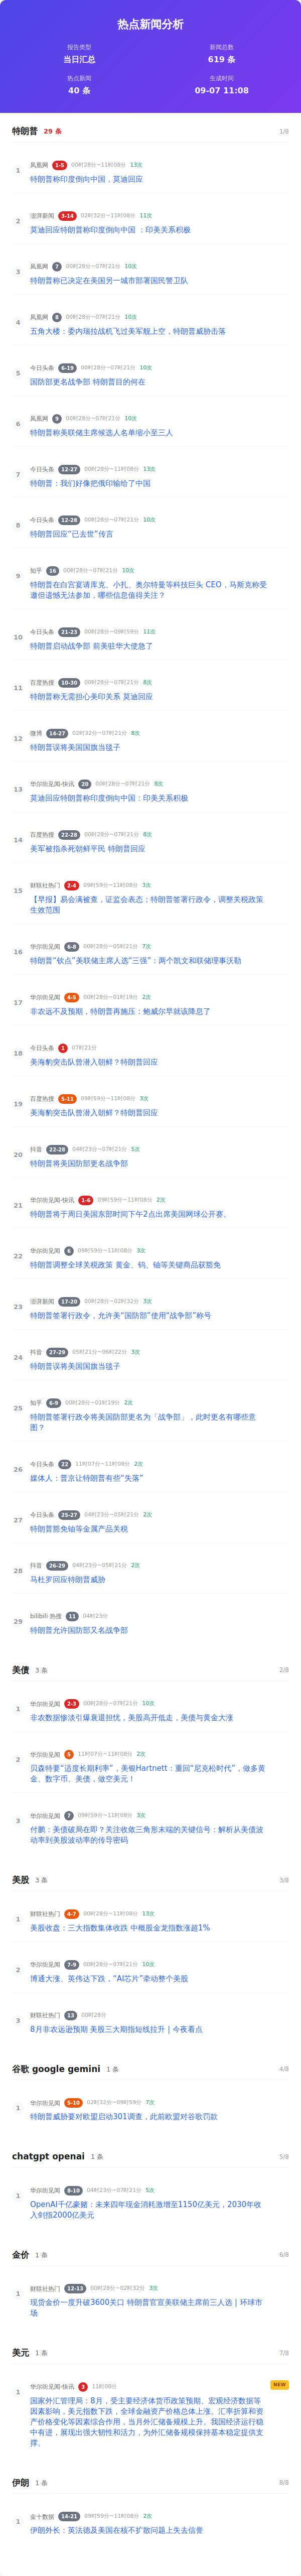 热点新闻分析
报告类型
当日汇总
新闻总数
619 条
热点新闻
40 条
生成时间
09-07 11:08
特朗普 29 条 1/8
1
凤凰网 1-5 00时28分~11时08分 13次
特朗普称印度倒向中国，莫迪回应
2
澎湃新闻 3-14 02时32分~11时08分 11次
莫迪回应特朗普称印度倒向中国 ：印美关系积极
3
凤凰网 7 00时28分~07时21分 10次
特朗普称已决定在美国另一城市部署国民警卫队
4
凤凰网 8 00时28分~07时21分 10次
五角大楼：委内瑞拉战机飞过美军舰上空，特朗普威胁击落
5
今日头条 6-19 00时28分~07时21分 10次
国防部更名战争部 特朗普目的何在
6
凤凰网 9 00时28分~07时21分 10次
特朗普称美联储主席候选人名单缩小至三人
7
今日头条 12-27 00时28分~11时08分 13次
特朗普：我们好像把俄印输给了中国
8
今日头条 12-28 00时28分~07时21分 10次
特朗普回应“已去世”传言
9
知乎 16 00时28分~07时21分 10次
特朗普在白宫宴请库克、小扎、奥尔特曼等科技巨头 CEO，马斯克称受
邀但遗憾无法参加，哪些信息值得关注？
10
今日头条 21-23 00时28分~09时59分 11次
特朗普启动战争部 前美驻华大使急了
11
百度热搜 10-30 00时28分~07时21分 8次
特朗普称无需担心美印关系 莫迪回应
12
微博 14-27 02时32分~07时21分 8次
特朗普误将美国国旗当毯子
13
华尔街见闻-快讯 20 00时28分~07时21分 8次
莫迪回应特朗普称印度倒向中国：印美关系积极
14
百度热搜 22-28 00时28分~07时21分 8次
美军被指杀死朝鲜平民 特朗普回应
15
财联社热门 2-4 09时59分~11时08分 3次
【早报】易会满被查，证监会表态；特朗普签署行政令，调整关税政策
生效范围
16
华尔街见闻 6-8 00时28分~05时21分 7次
特朗普“钦点”美联储主席人选“三强”：两个凯文和联储理事沃勒
17
华尔街见闻 4-5 00时28分~01时19分 2次
非农远不及预期，特朗普再施压：鲍威尔早就该降息了
18
今日头条 1 07时21分
美海豹突击队曾潜入朝鲜？特朗普回应
19
百度热搜 5-11 09时59分~11时08分 3次
美海豹突击队曾潜入朝鲜？特朗普回应
20
抖音 22-28 04时23分~07时21分 5次
特朗普将美国防部更名战争部
21
华尔街见闻-快讯 1-6 09时59分~11时08分 2次
特朗普将于周日美国东部时间下午2点出席美国网球公开赛。
22
华尔街见闻 6 09时59分~11时08分 3次
特朗普调整全球关税政策 黄金、钨、铀等关键商品获豁免
23
澎湃新闻 17-20 00时28分~02时32分 3次
特朗普签署行政令，允许美“国防部”使用“战争部”称号
24
抖音 27-29 05时21分~06时22分 3次
特朗普误将美国国旗当毯子
25
知乎 6-9 00时28分~01时19分 2次
特朗普签署行政令将美国防部更名为「战争部」，此时更名有哪些意
图？
26
今日头条 22 11时07分~11时08分 2次
媒体人：普京让特朗普有些“失落”
27
今日头条 25-27 04时23分~05时21分 2次
特朗普豁免铀等金属产品关税
28
抖音 26-29 04时23分~05时21分 2次
马杜罗回应特朗普威胁
29
bilibili 热搜 11 04时23分
特朗普允许国防部又名战争部
美债 3 条 2/8
1
华尔街见闻 2-3 00时28分~07时21分 10次
非农数据惨淡引爆衰退担忧，美股高开低走，美债与黄金大涨
2
华尔街见闻 5 11时07分~11时08分 2次
贝森特要“适度长期利率”，美银Hartnett：重回“尼克松时代”，做多黄
金、数字币、美债，做空美元！
3
华尔街见闻 7 09时59分~11时08分 3次
付鹏：美债破局在即？关注收敛三角形末端的关键信号：解析从美债波
动率到美股波动率的传导密码
美股 3 条 3/8
1
财联社热门 4-7 00时28分~11时08分 13次
美股收盘：三大指数集体收跌 中概股金龙指数涨超1%
2
华尔街见闻 7-9 00时28分~07时21分 10次
博通大涨、英伟达下跌，“AI芯片”牵动整个美股
3
财联社热门 13 00时28分
8月非农远逊预期 美股三大期指短线拉升 | 今夜看点
谷歌 google gemini 1 条 4/8
1
华尔街见闻 5-10 02时32分~09时59分 7次
特朗普威胁要对欧盟启动301调查，此前欧盟对谷歌罚款
chatgpt openai 1 条 5/8
1
华尔街见闻 8-10 04时23分~07时21分 5次
OpenAI千亿豪赌：未来四年现金消耗激增至1150亿美元，2030年收
入剑指2000亿美元
金价 1 条 6/8
1
财联社热门 12-13 00时28分~02时32分 3次
现货金价一度升破3600关口 特朗普官宣美联储主席前三人选 | 环球市
场
美元 1 条 7/8
1
华尔街见闻-快讯 3 11时08分
NEW
国家外汇管理局：8月，受主要经济体货币政策预期、宏观经济数据等
因素影响，美元指数下跌，全球金融资产价格总体上涨。汇率折算和资
产价格变化等因素综合作用，当月外汇储备规模上升。我国经济运行稳
中有进，展现出强大韧性和活力，为外汇储备规模保持基本稳定提供支
撑。
伊朗 1 条 8/8
1
金十数据 14-21 09时59分~11时08分 2次
伊朗外长：英法德及美国在核不扩散问题上失去信誉